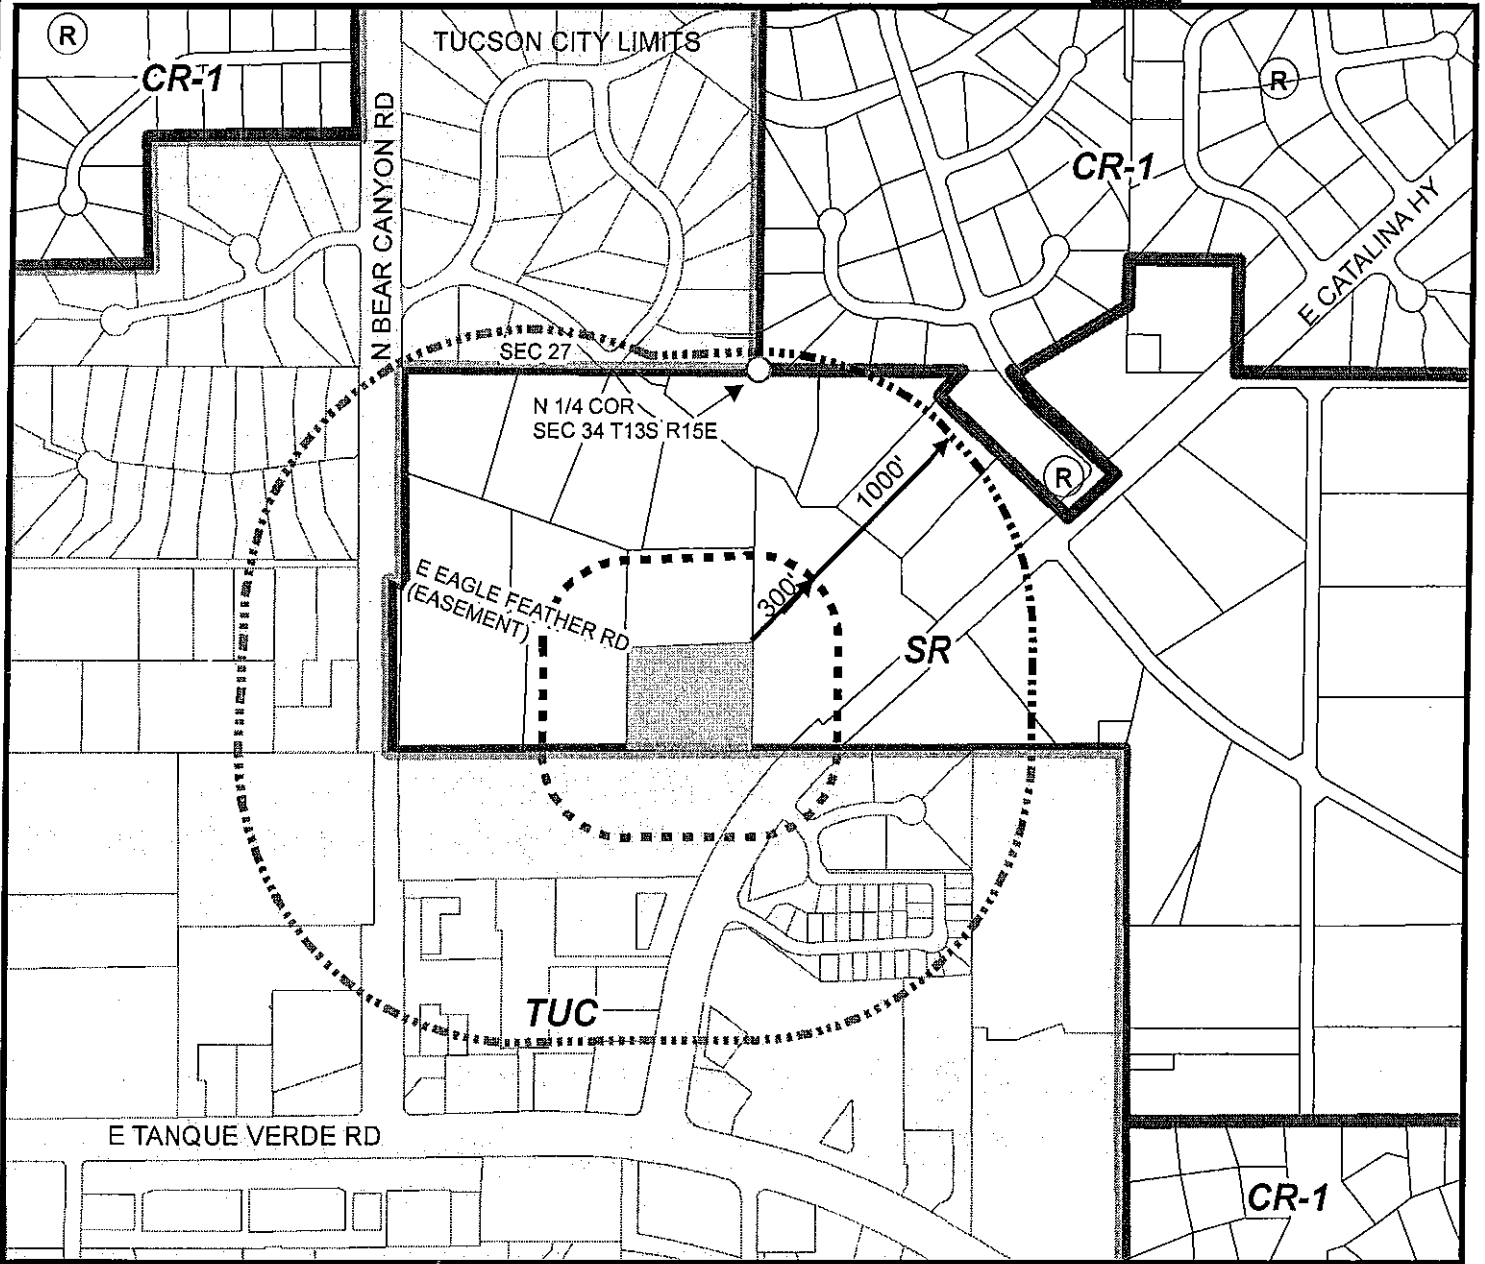 R
TUCSON CITY LIMITS
CR-1
R
N BEAR CANYON RD
CR-1
E CATALINA HY
SEC 27
N 1/4 COR
SEC 34 T13S R15E
1000'
R
E EAGLE FEATHER RD
(EASEMENT)
300'
SR
TUC
E TANQUE VERDE RD
CR-1